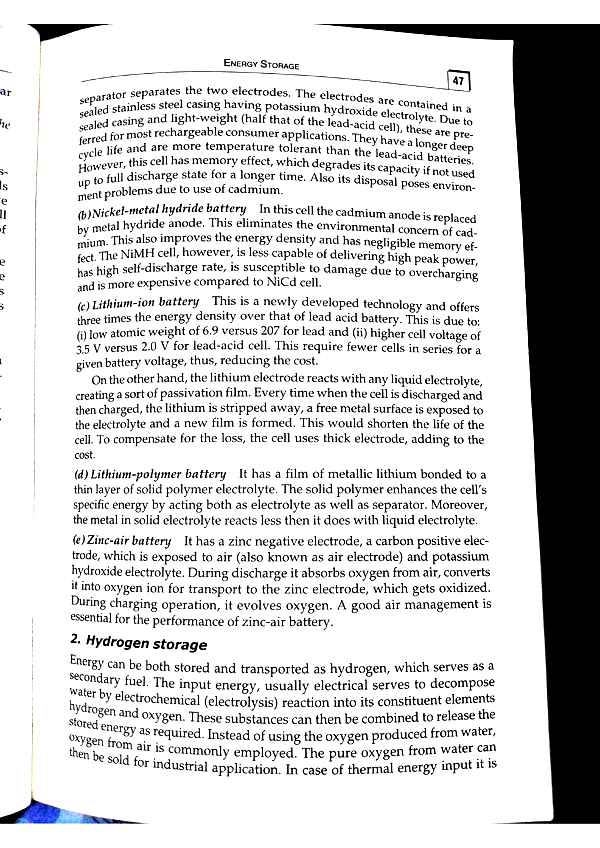 ar
he
s-
ls
e
ll
of
e
e
s
s
ENERGY STORAGE
47
separator separates the two electrodes. The electrodes are contained in a
sealed stainless steel casing having potassium hydroxide electrolyte. Due to
sealed casing and light-weight (half that of the lead-acid cell), these are pre-
ferred for most rechargeable consumer applications. They have a longer deep
cycle life and are more temperature tolerant than the lead-acid batteries.
However, this cell has memory effect, which degrades its capacity if not used
up to full discharge state for a longer time. Also its disposal poses environ-
ment problems due to use of cadmium.
(b) Nickel-metal hydride battery In this cell the cadmium anode is replaced
by metal hydride anode. This eliminates the environmental concern of cad-
mium. This also improves the energy density and has negligible memory ef-
fect. The NiMH cell, however, is less capable of delivering high peak power,
has high self-discharge rate, is susceptible to damage due to overcharging
and is more expensive compared to NiCd cell.
(c) Lithium-ion battery This is a newly developed technology and offers
three times the energy density over that of lead acid battery. This is due to:
(i) low atomic weight of 6.9 versus 207 for lead and (ii) higher cell voltage of
3.5 V versus 2.0 V for lead-acid cell. This require fewer cells in series for a
given battery voltage, thus, reducing the cost.
On the other hand, the lithium electrode reacts with any liquid electrolyte,
creating a sort of passivation film. Every time when the cell is discharged and
then charged, the lithium is stripped away, a free metal surface is exposed to
the electrolyte and a new film is formed. This would shorten the life of the
cell. To compensate for the loss, the cell uses thick electrode, adding to the
cost.
(d) Lithium-polymer battery It has a film of metallic lithium bonded to a
thin layer of solid polymer electrolyte. The solid polymer enhances the cell's
specific energy by acting both as electrolyte as well as separator. Moreover,
the metal in solid electrolyte reacts less then it does with liquid electrolyte.
(e) Zinc-air battery It has a zinc negative electrode, a carbon positive elec-
trode, which is exposed to air (also known as air electrode) and potassium
hydroxide electrolyte. During discharge it absorbs oxygen from air, converts
it into oxygen ion for transport to the zinc electrode, which gets oxidized.
During charging operation, it evolves oxygen. A good air management is
essential for the performance of zinc-air battery.
2. Hydrogen storage
Energy can be both stored and transported as hydrogen, which serves as a
secondary fuel. The input energy, usually electrical serves to decompose
water by electrochemical (electrolysis) reaction into its constituent elements
hydrogen and oxygen. These substances can then be combined to release the
stored energy as required. Instead of using the oxygen produced from water,
oxygen from air is commonly employed. The pure oxygen from water can
then be sold for industrial application. In case of thermal energy input it is